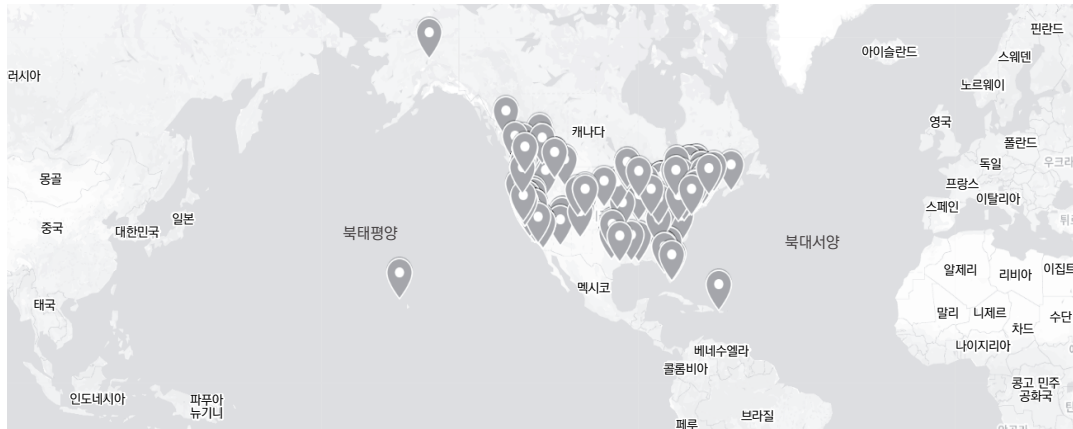 핀란드
아이슬란드
스웨덴
러시아
노르웨이
영국
캐나다
폴란드
독일
우크라
몽골
프랑스
이탈리아
스페인
일본
튀르
중국
대한민국
북태평양
북대서양
알제리
리비아
이집트
멕시코
태국
말리
니제르
수단
차드
나이지리아
베네수엘라
콜롬비아
콩고 민주
공화국
인도네시아
파푸아
뉴기니
브라질
페루